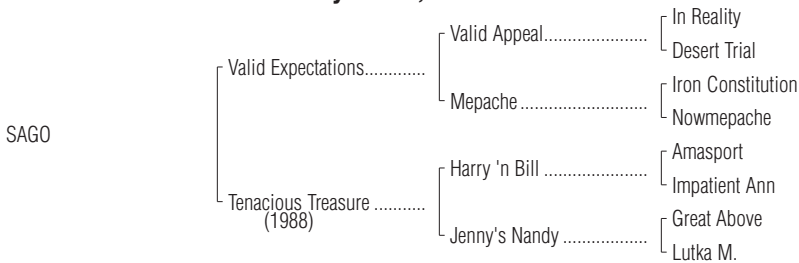 In Reality
Valid Appeal......................
Desert Trial
Valid Expectations.............
Iron Constitution
Mepache...........................
Nowmepache
SAGO
Amasport
Harry 'n Bill ......................
Impatient Ann
Tenacious Treasure ...........
(1988)
Great Above
Jenny's Nandy ..................
Lutka M.